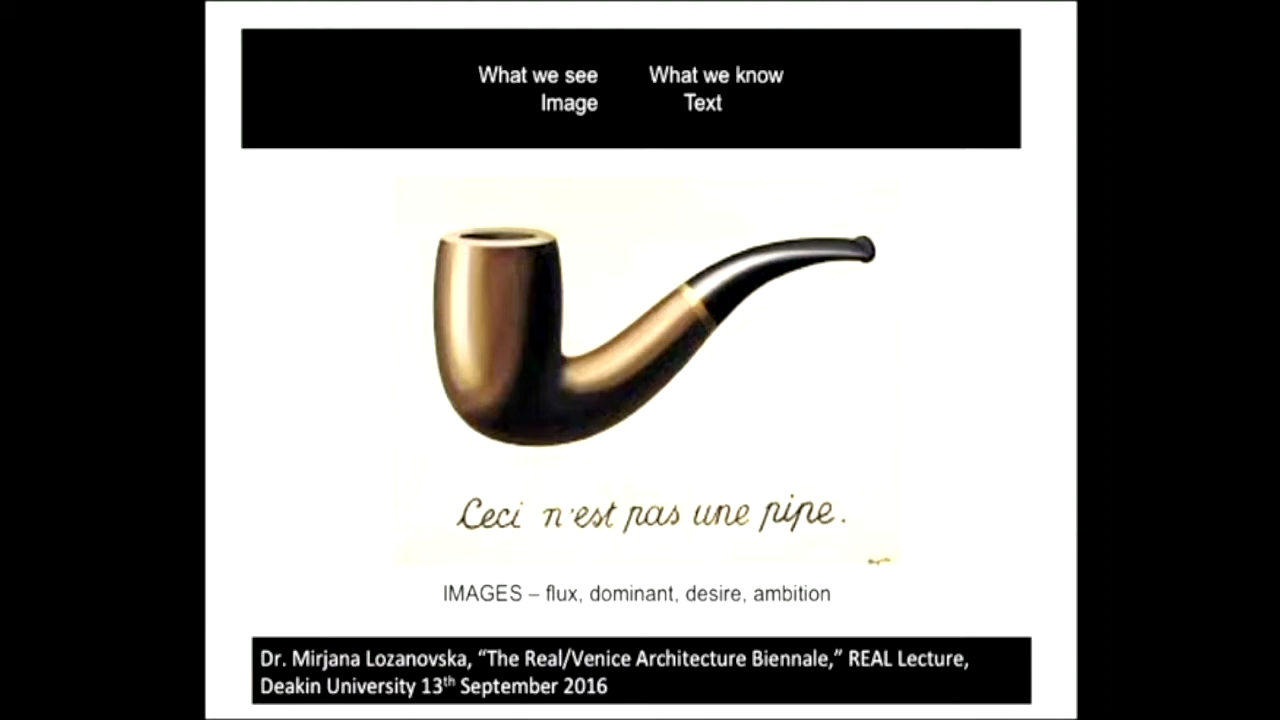 What we see What we know
Image Text
Ceci n'est pas une pipe.
IMAGES – flux, dominant, desire, ambition
Dr. Mirjana Lozanovska, “The Real/Venice Architecture Biennale,” REAL Lecture,
Deakin University 13th September 2016